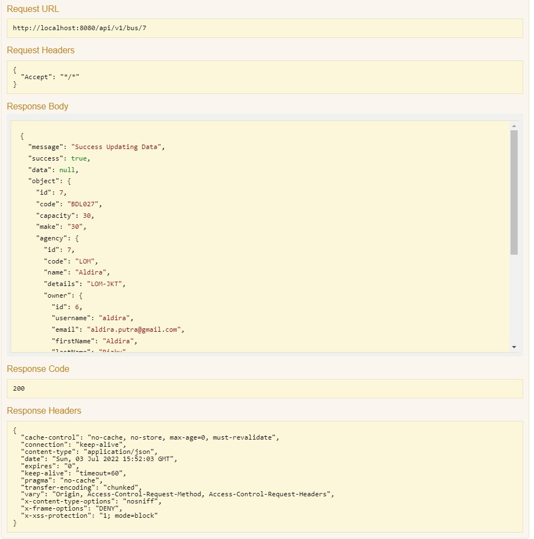 Request URL
http://localhost:8080/api/v1/bus/7
Request Headers
{
"Accept": "*/*"
}
Response Body
{
"message": "Success Updating Data",
"success": true,
"data": null,
"object": {
"id": 7,
"code": "BDL027",
"capacity": 30,
"make": "30",
"agency": {
"id": 7,
"code": "LOM",
"name": "Aldira",
"details": "LOM-JKT",
"owner": {
"id": 6,
"username": "aldira",
"email": "aldira.putra@gmail.com",
"firstName": "Aldira",
Response Code
200
Response Headers
{
"cache-control": "no-cache, no-store, max-age=0, must-revalidate",
"connection": "keep-alive",
"content-type": "application/json",
"date": "Sun, 03 Jul 2022 15:52:03 GMT",
"expires": "0",
"keep-alive": "timeout=60",
"pragma": "no-cache",
"transfer-encoding": "chunked",
"vary": "Origin, Access-Control-Request-Method, Access-Control-Request-Headers",
"x-content-type-options": "nosniff",
"x-frame-options": "DENY",
"x-xss-protection": "1; mode=block"
}